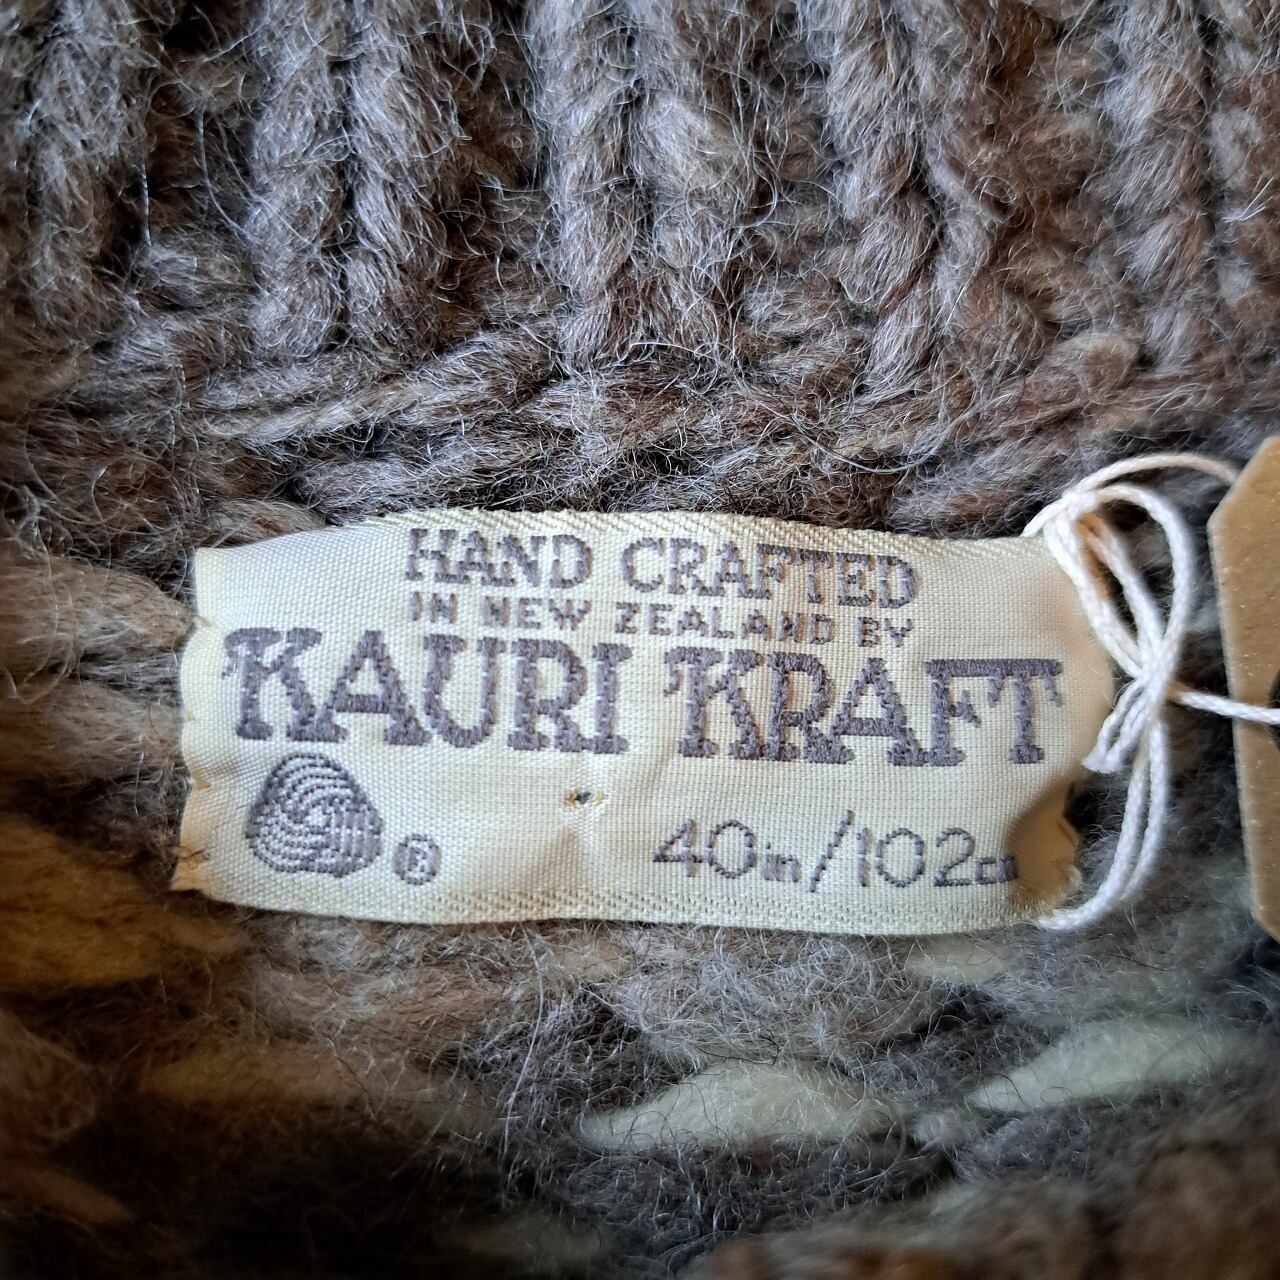 HAND CRAFTED
IN NEW ZEALAND BY
KAURI KRAFT
®
40in/102cm